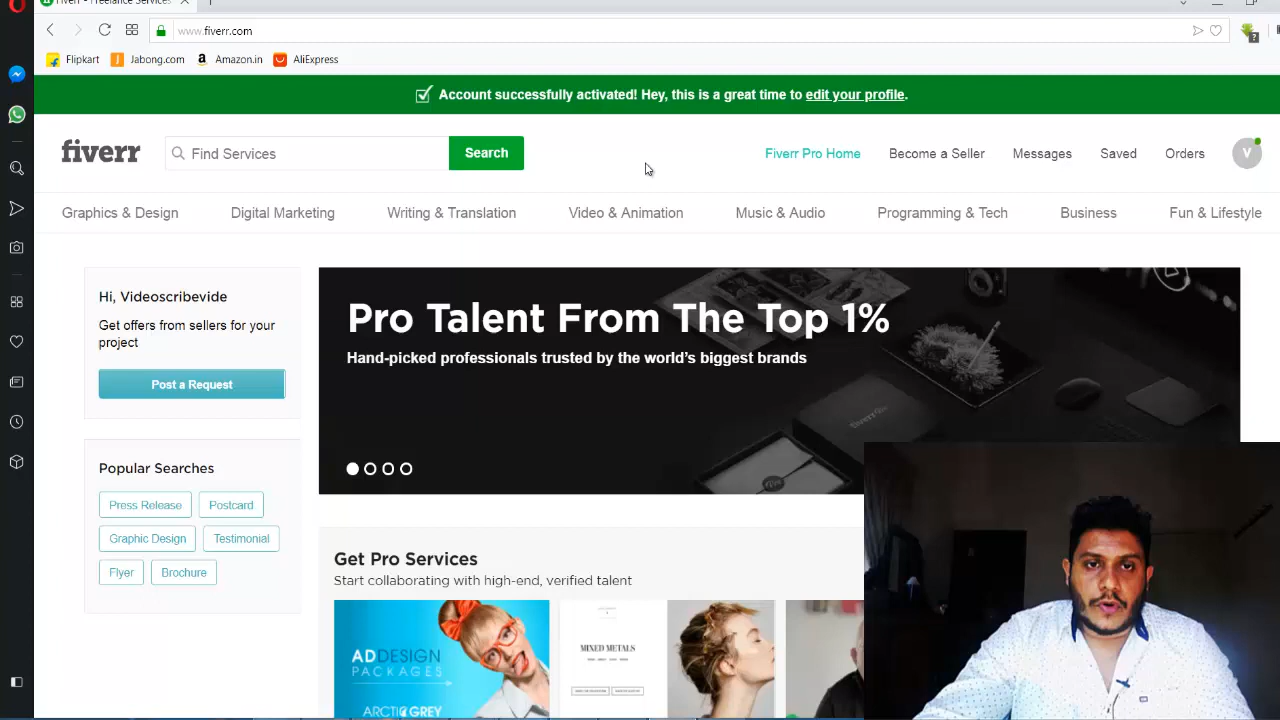 Fiverr - Freelance Services
www.fiverr.com
Flipkart
Jabong.com
Amazon.in
AliExpress
Account successfully activated! Hey, this is a great time to edit your profile.
fiverr
Find Services
Search
Fiverr Pro Home
Become a Seller
Messages
Saved
Orders
V
Graphics & Design
Digital Marketing
Writing & Translation
Video & Animation
Music & Audio
Programming & Tech
Business
Fun & Lifestyle
Hi, Videoscribevide
Get offers from sellers for your
project
Post a Request
Popular Searches
Press Release
Postcard
Graphic Design
Testimonial
Flyer
Brochure
Pro Talent From The Top 1%
Hand-picked professionals trusted by the world's biggest brands
Get Pro Services
Start collaborating with high-end, verified talent
AD DESIGN
PACKAGES
ARCTIC GREY
MIXED METALS